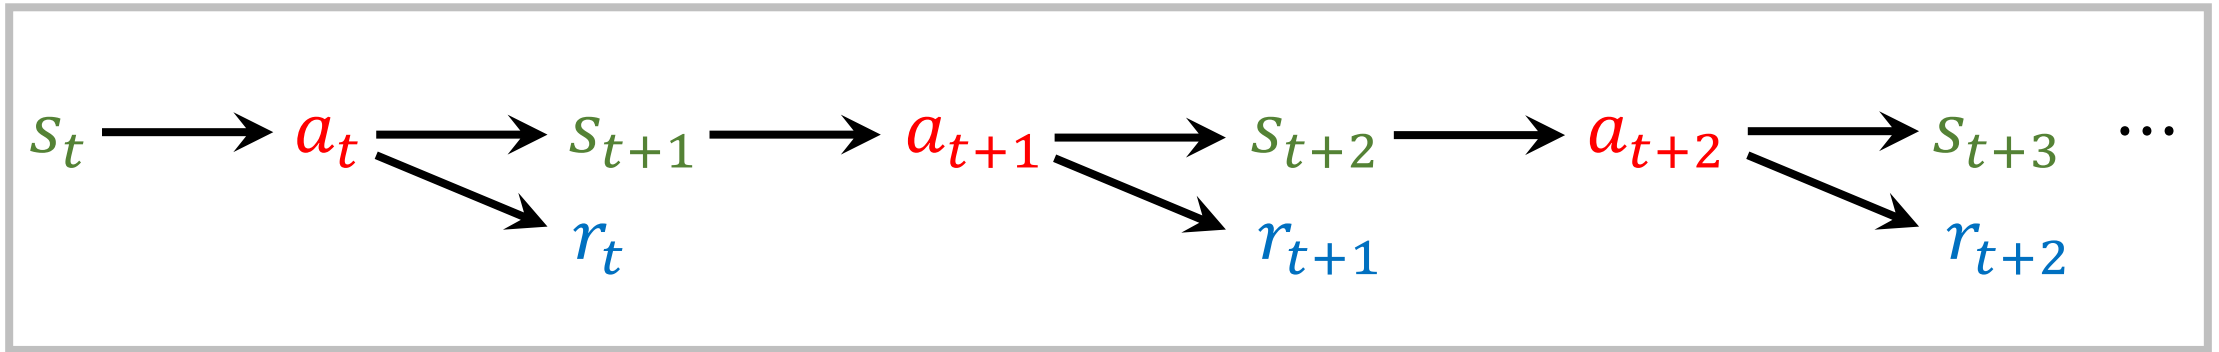 s_t → a_t → s_{t+1} → a_{t+1} → s_{t+2} → a_{t+2} → s_{t+3} ⋯
r_t r_{t+1} r_{t+2}